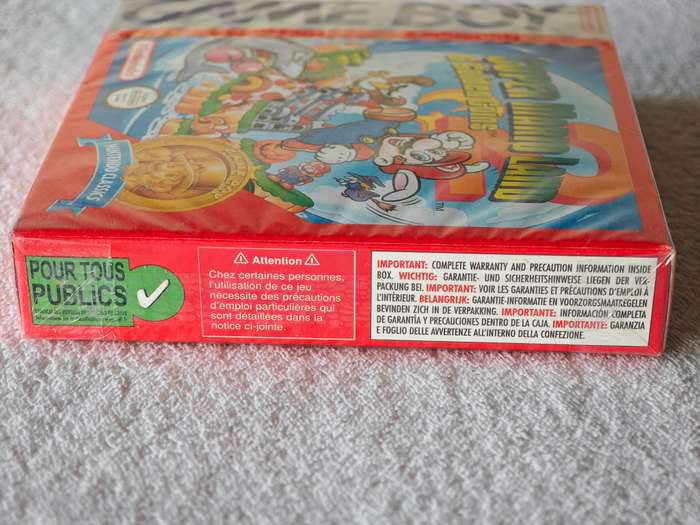 GAME BOY
SUPER MARIO LAND
6 GOLDEN COINS
™
NINTENDO CLASSICS
POUR TOUS
PUBLICS
Attention
Chez certaines personnes,
l'utilisation de ce jeu
nécessite des précautions
d'emploi particulières qui
sont détaillées dans la
notice ci-jointe.
IMPORTANT: COMPLETE WARRANTY AND PRECAUTION INFORMATION INSIDE
BOX. WICHTIG: GARANTIE- UND SICHERHEITSHINWEISE LIEGEN DER VER-
PACKUNG BEI. IMPORTANT: VOIR LES GARANTIES ET PRÉCAUTIONS D'EMPLOI À
L'INTÉRIEUR. BELANGRIJK: GARANTIE-INFORMATIE EN VOORZORGSMAATREGELEN
BEVINDEN ZICH IN DE VERPAKKING. IMPORTANTE: INFORMACIÓN COMPLETA
DE GARANTÍA Y PRECAUCIONES DENTRO DE LA CAJA. IMPORTANTE: GARANZIA
E FOGLIO DELLE AVVERTENZE ALL'INTERNO DELLA CONFEZIONE.